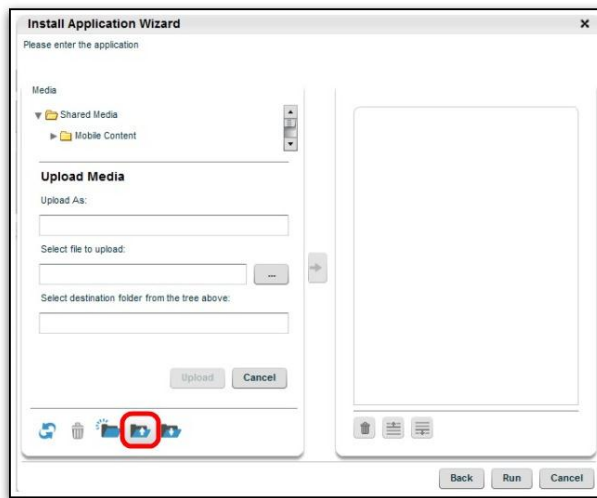 Install Application Wizard
Please enter the application
Media
Shared Media
Mobile Content
Upload Media
Upload As:
Select file to upload:
...
Select destination folder from the tree above:
Upload
Cancel
Back
Run
Cancel